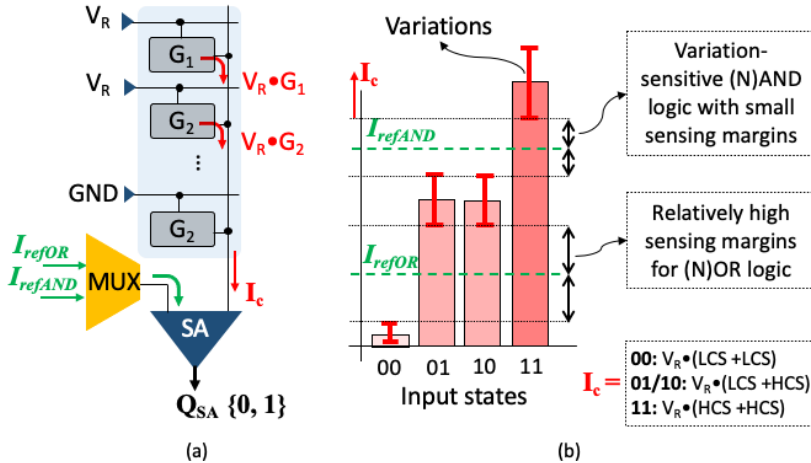 V_R
G_1
V_R•G_1
V_R
G_2
V_R•G_2
...
GND
G_2
I_refOR
I_refAND
MUX
I_c
SA
Q_SA {0, 1}
(a)
Variations
I_c
I_refAND
I_refOR
00 01 10 11
Input states
Variation-
sensitive (N)AND
logic with small
sensing margins
Relatively high
sensing margins
for (N)OR logic
I_c =
00: V_R•(LCS +LCS)
01/10: V_R•(LCS +HCS)
11: V_R•(HCS +HCS)
(b)